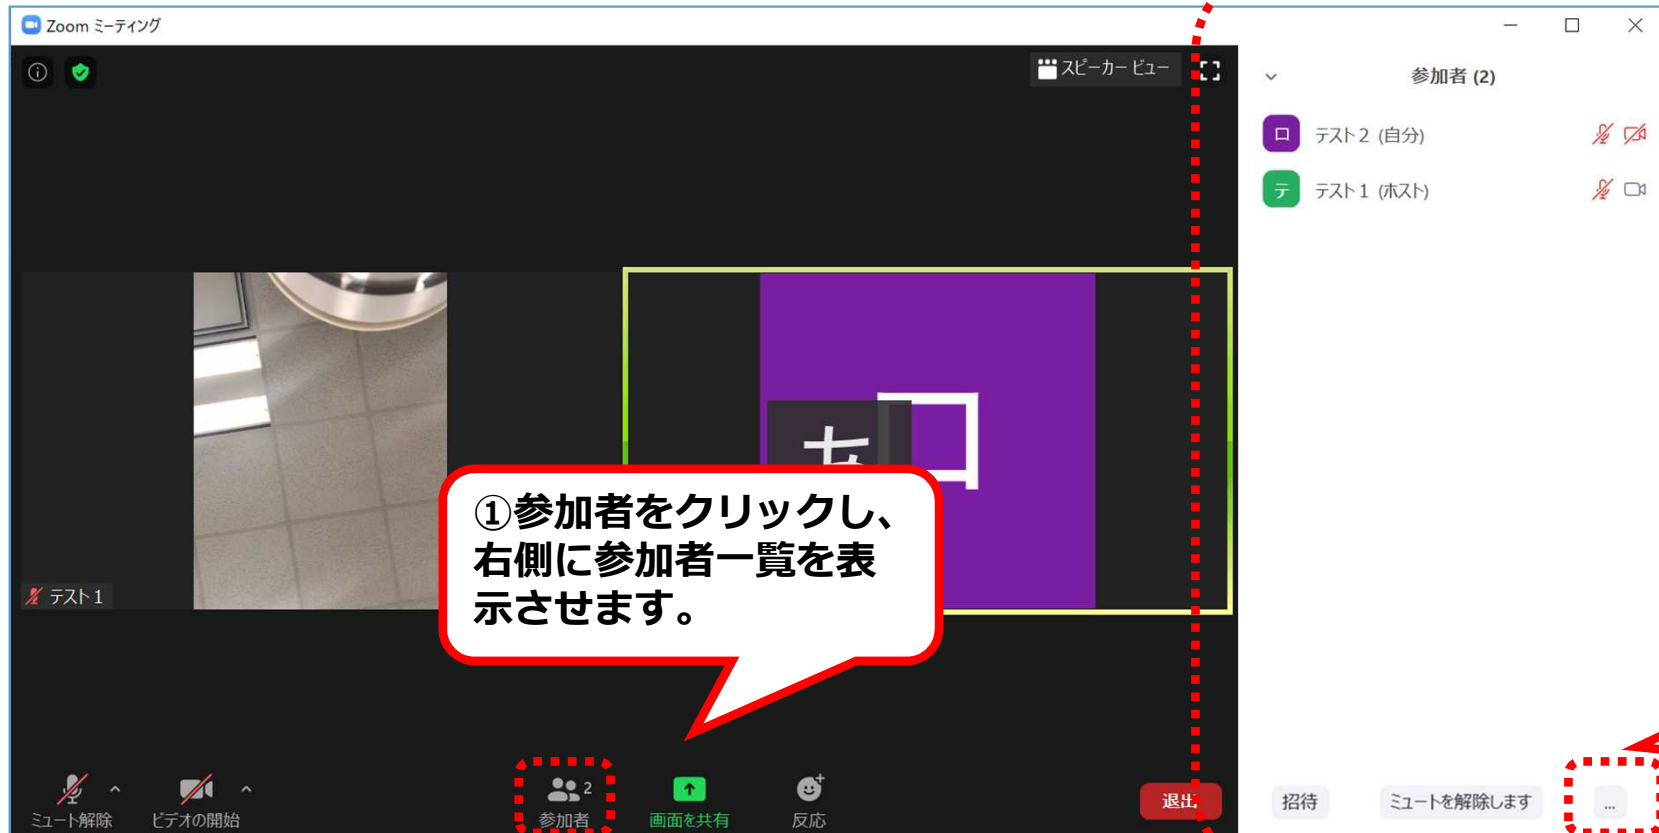 Zoom ミーティング
スピーカー ビュー
参加者 (2)
ロ テスト2 (自分)
テ テスト1 (ホスト)
ロ
あ
①参加者をクリックし、
右側に参加者一覧を表
示させます。
テスト1
ミュート解除
ビデオの開始
2
参加者
画面を共有
反応
退出
招待
ミュートを解除します
...